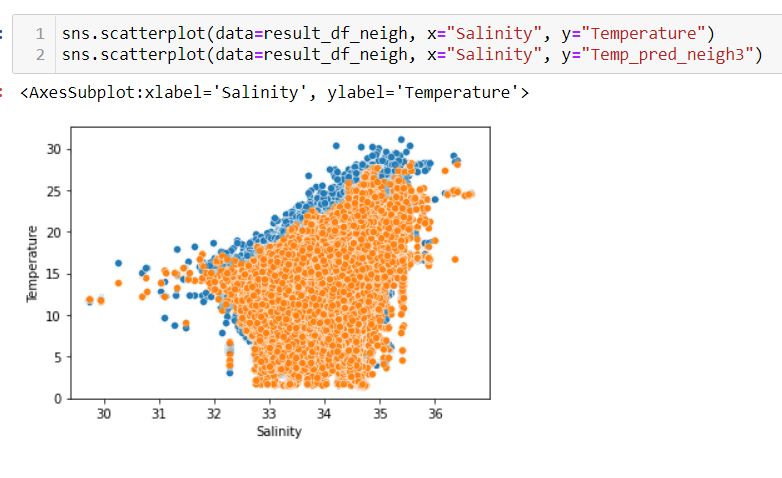 1 sns.scatterplot(data=result_df_neigh, x="Salinity", y="Temperature")
2 sns.scatterplot(data=result_df_neigh, x="Salinity", y="Temp_pred_neigh3")
<AxesSubplot:xlabel='Salinity', ylabel='Temperature'>
30
25
20
15
10
5
0
Temperature
30 31 32 33 34 35 36
Salinity